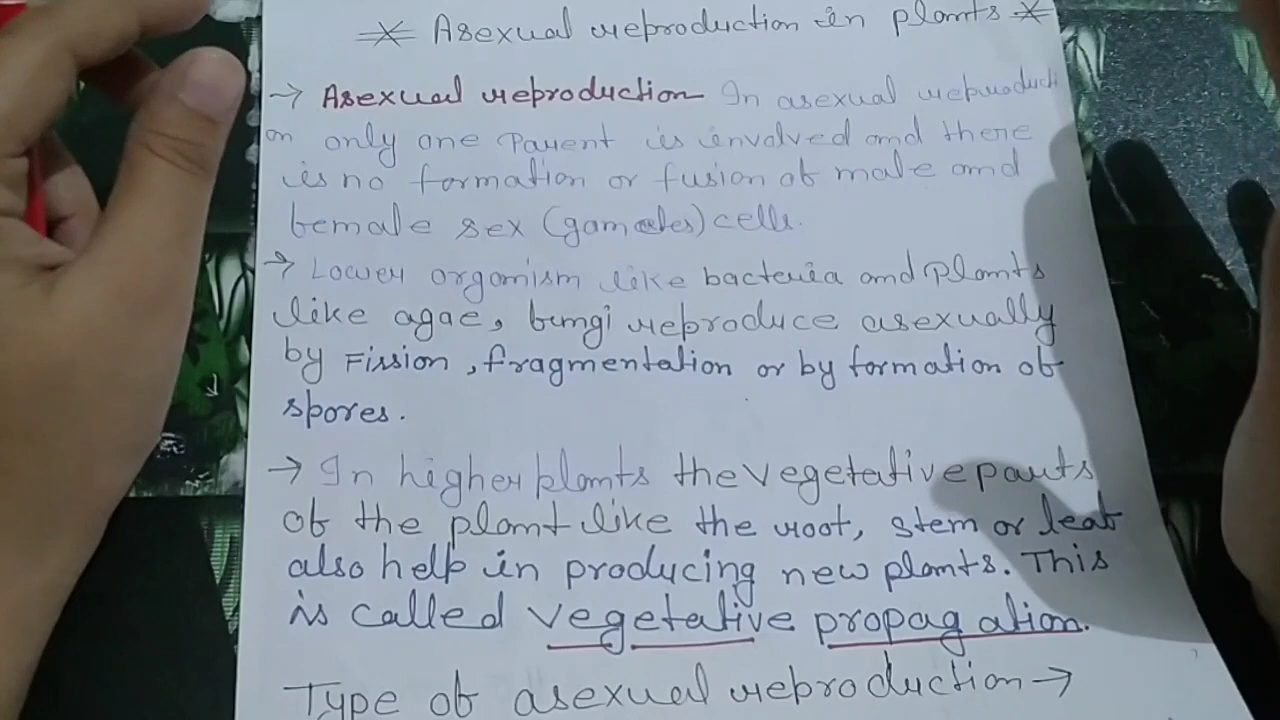 * Asexual reproduction in plants *
→ Asexual reproduction In asexual reproducti
on only one parent is involved and there
is no formation or fusion of male and
female sex (gametes) cells.
→ Lower organism like bacteria and plants
like agae, fungi reproduce asexually
by Fission, fragmentation or by formation of
spores.
→ In higher plants the vegetative parts
of the plant like the root, stem or leaf
also help in producing new plants. This
is called vegetative propagation.
Type of asexual reproduction →